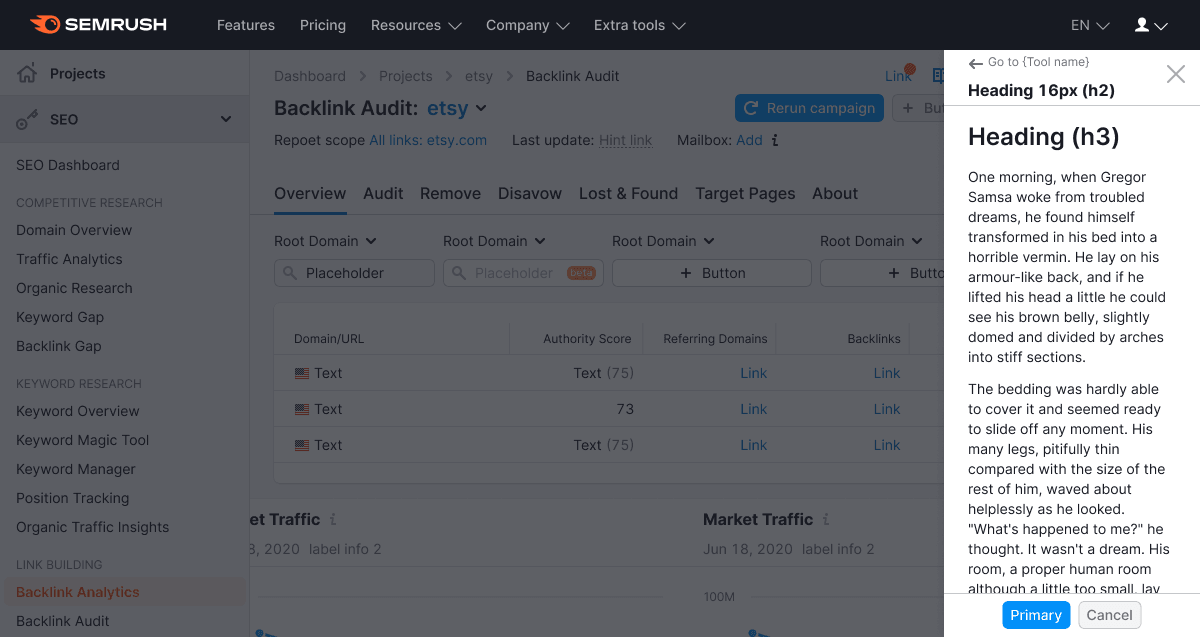 SEMRUSH Features Pricing Resources Company Extra tools EN
Projects
SEO
SEO Dashboard
COMPETITIVE RESEARCH
Domain Overview
Traffic Analytics
Organic Research
Keyword Gap
Backlink Gap
KEYWORD RESEARCH
Keyword Overview
Keyword Magic Tool
Keyword Manager
Position Tracking
Organic Traffic Insights
LINK BUILDING
Backlink Analytics
Backlink Audit
Dashboard Projects etsy Backlink Audit Link
Backlink Audit: etsy Rerun campaign + Bu
Repoet scope All links: etsy.com Last update: Hint link Mailbox: Add i
Overview Audit Remove Disavow Lost & Found Target Pages About
Root Domain Root Domain Root Domain Root Domain
Placeholder Placeholder beta + Button + Butto
Domain/URL Authority Score Referring Domains Backlinks
Text Text (75) Link Link
Text 73 Link Link
Text Text (75) Link Link
et Traffic i Market Traffic i
8, 2020 label info 2 Jun 18, 2020 label info 2
100M
Go to {Tool name}
Heading 16px (h2)
Heading (h3)
One morning, when Gregor
Samsa woke from troubled
dreams, he found himself
transformed in his bed into a
horrible vermin. He lay on his
armour-like back, and if he
lifted his head a little he could
see his brown belly, slightly
domed and divided by arches
into stiff sections.
The bedding was hardly able
to cover it and seemed ready
to slide off any moment. His
many legs, pitifully thin
compared with the size of the
rest of him, waved about
helplessly as he looked.
"What's happened to me?" he
thought. It wasn't a dream. His
room, a proper human room
although a little too small, lay
Primary Cancel